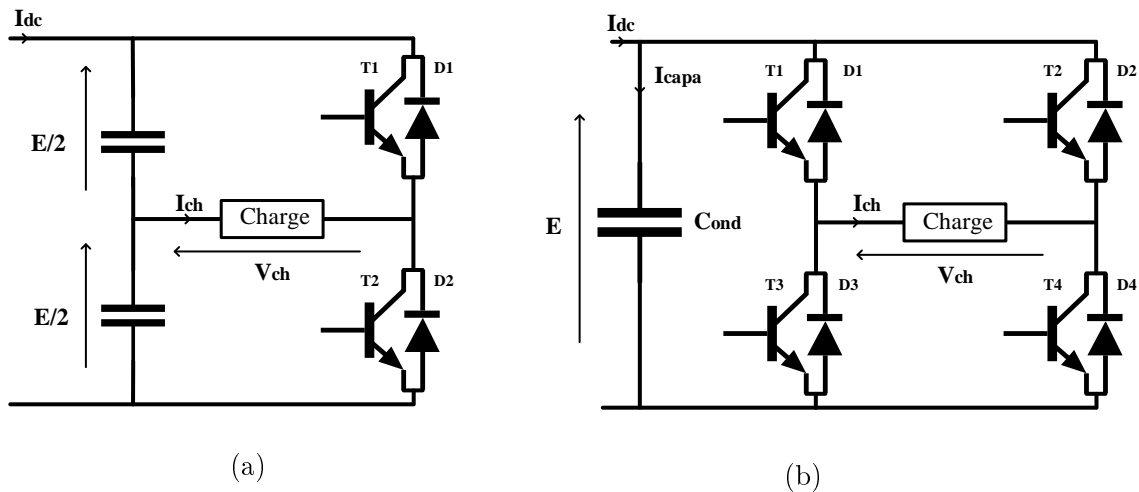 Idc
T1 D1
E/2
Ich
Charge
Vch
T2 D2
E/2
(a)
Idc
Icapa
T1 D1
T2 D2
E
Cond
Ich
Charge
Vch
T3 D3
T4 D4
(b)